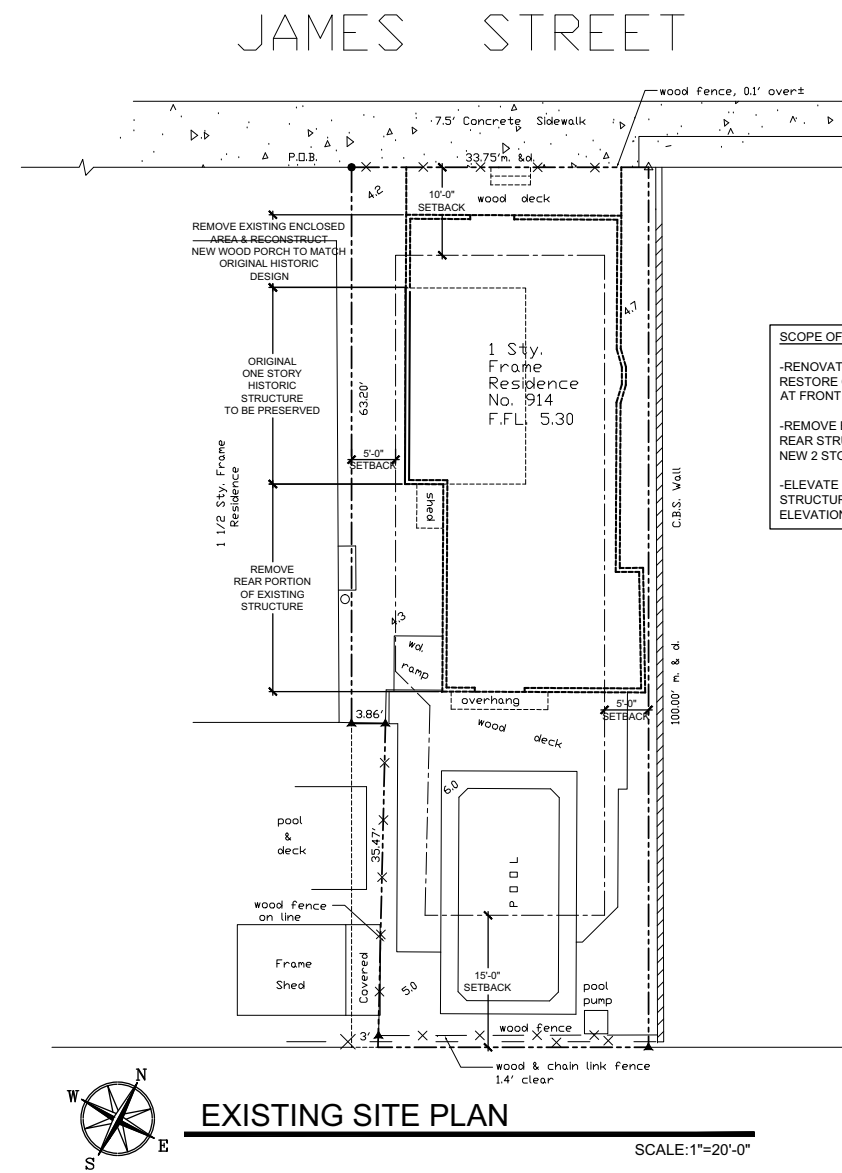 JAMES STREET
wood fence, 0.1' over±
7.5' Concrete Sidewalk
P.O.B.
33.75'm. &d.
4.2
10'-0"
SETBACK
wood deck
REMOVE EXISTING ENCLOSED
AREA & RECONSTRUCT
NEW WOOD PORCH TO MATCH
ORIGINAL HISTORIC
DESIGN
4.7
SCOPE OF
-RENOVAT
RESTORE
AT FRONT
-REMOVE
REAR STRU
NEW 2 STO
-ELEVATE
STRUCTUR
ELEVATION
1 Sty.
Frame
Residence
No. 914
F.FL. 5.30
ORIGINAL
ONE STORY
HISTORIC
STRUCTURE
TO BE PRESERVED
63.20'
5'-0"
SETBACK
1 1/2 Sty. Frame
Residence
shed
C.B.S. Wall
REMOVE
REAR PORTION
OF EXISTING
STRUCTURE
4.3
wd.
ramp
100.00' m. & d.
overhang
wood deck
5'-0"
SETBACK
3.86'
6.0
pool
&
deck
35.47'
POOL
wood fence
on line
Frame
Shed
Covered
5.0
15'-0"
SETBACK
pool
pump
3'
wood fence
wood & chain link fence
1.4' clear
N
W
E
S
EXISTING SITE PLAN
SCALE:1"=20'-0"